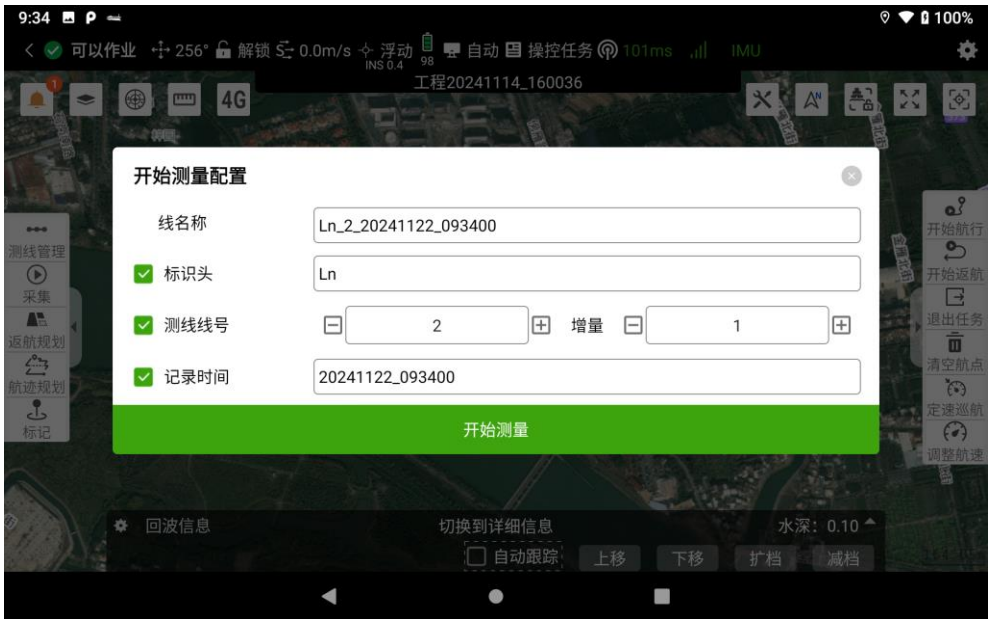 9:34 P 100%
可以作业 256° 解锁 S 0.0m/s 浮动 INS 0.4 98 自动 操控任务 101ms IMU
工程20241114_160036
1
4G
N
开始测量配置
线名称 Ln_2_20241122_093400
标识头 Ln
测线线号 2 增量 1
记录时间 20241122_093400
开始测量
测线管理
采集
返航规划
航迹规划
标记
开始航行
开始返航
退出任务
清空航点
定速巡航
调整航速
金雁北街
回波信息 切换到详细信息 水深：0.10
自动跟踪 上移 下移 扩档 减档